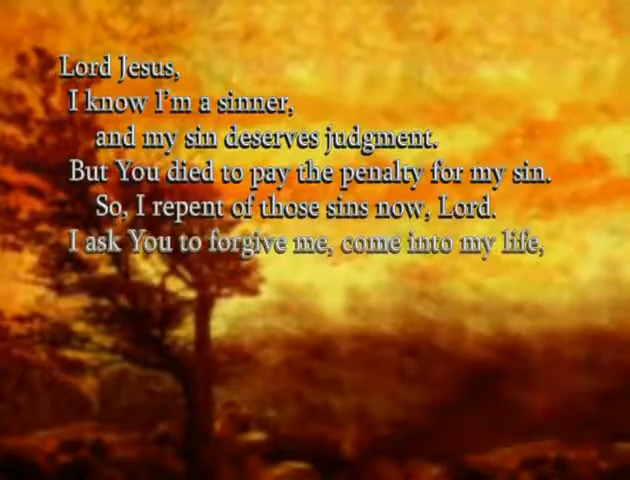 Lord Jesus,
I know I'm a sinner,
and my sin deserves judgment.
But You died to pay the penalty for my sin.
So, I repent of those sins now, Lord.
I ask You to forgive me, come into my life,